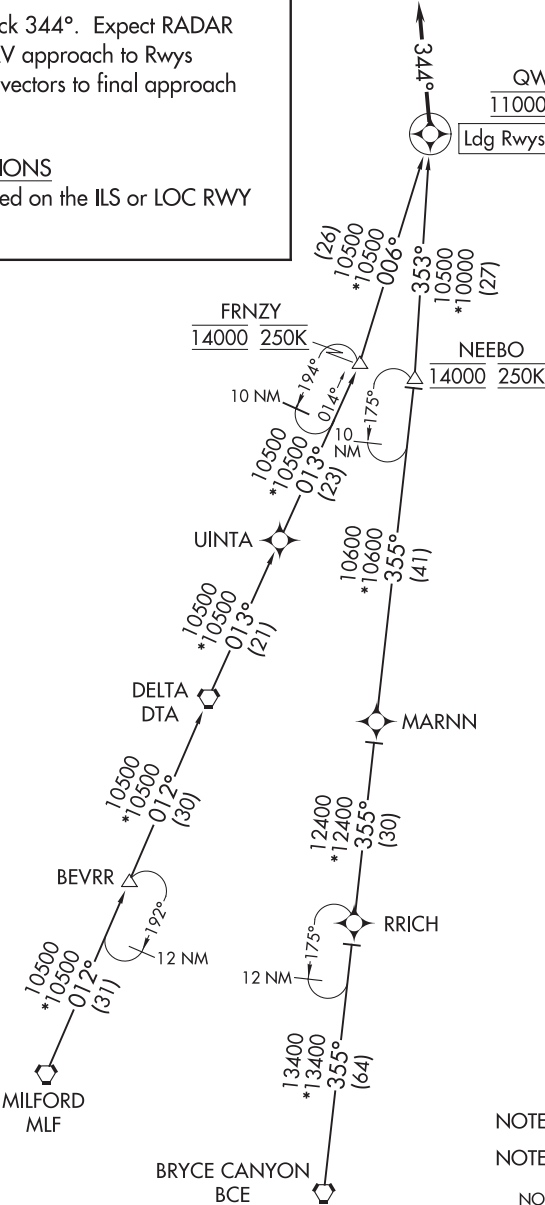 ck 344°. Expect RADAR
V approach to Rwys
vectors to final approach
IONS
ed on the ILS or LOC RWY
344°
QW
11000
Ldg Rwys
(26)
10500
*10500
006°
353°
10500
*10000
(27)
FRNZY
14000 250K
NEEBO
14000 250K
194°
014°
10 NM
175°
10
NM
10500
*10500
013°
(23)
UINTA
10600
*10600
355°
(41)
10500
*10500
013°
(21)
DELTA
DTA
MARNN
10500
*10500
012°
(30)
12400
*12400
355°
(30)
BEVRR
192°
12 NM
RRICH
175°
12 NM
10500
*10500
012°
(31)
13400
*13400
355°
(64)
MILFORD
MLF
BRYCE CANYON
BCE
NOTE
NOTE
NO